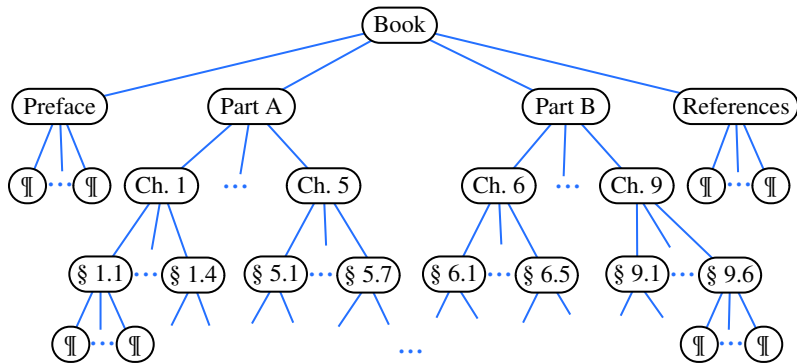 Book
Preface Part A Part B References
¶ ... ¶ Ch. 1 ... Ch. 5 Ch. 6 ... Ch. 9 ¶ ... ¶
§ 1.1 ... § 1.4 § 5.1 ... § 5.7 § 6.1 ... § 6.5 § 9.1 ... § 9.6
¶ ... ¶ ... ¶ ... ¶